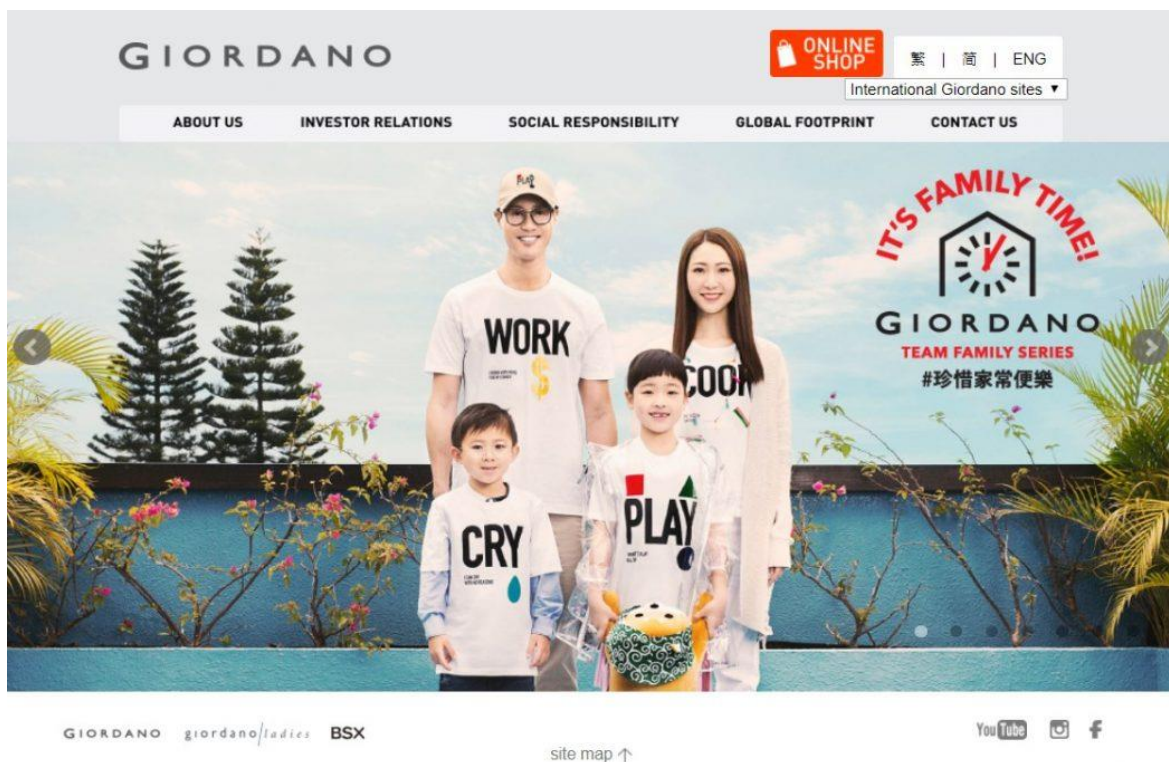 GIORDANO
ONLINE
SHOP
繁 | 简 | ENG
International Giordano sites ▼
ABOUT US
INVESTOR RELATIONS
SOCIAL RESPONSIBILITY
GLOBAL FOOTPRINT
CONTACT US
IT'S FAMILY TIME!
GIORDANO
TEAM FAMILY SERIES
#珍惜家常便樂
PLAY
WORK
$
COOK
CRY
PLAY
GIORDANO
giordano/ladies
BSX
YouTube
site map ↑